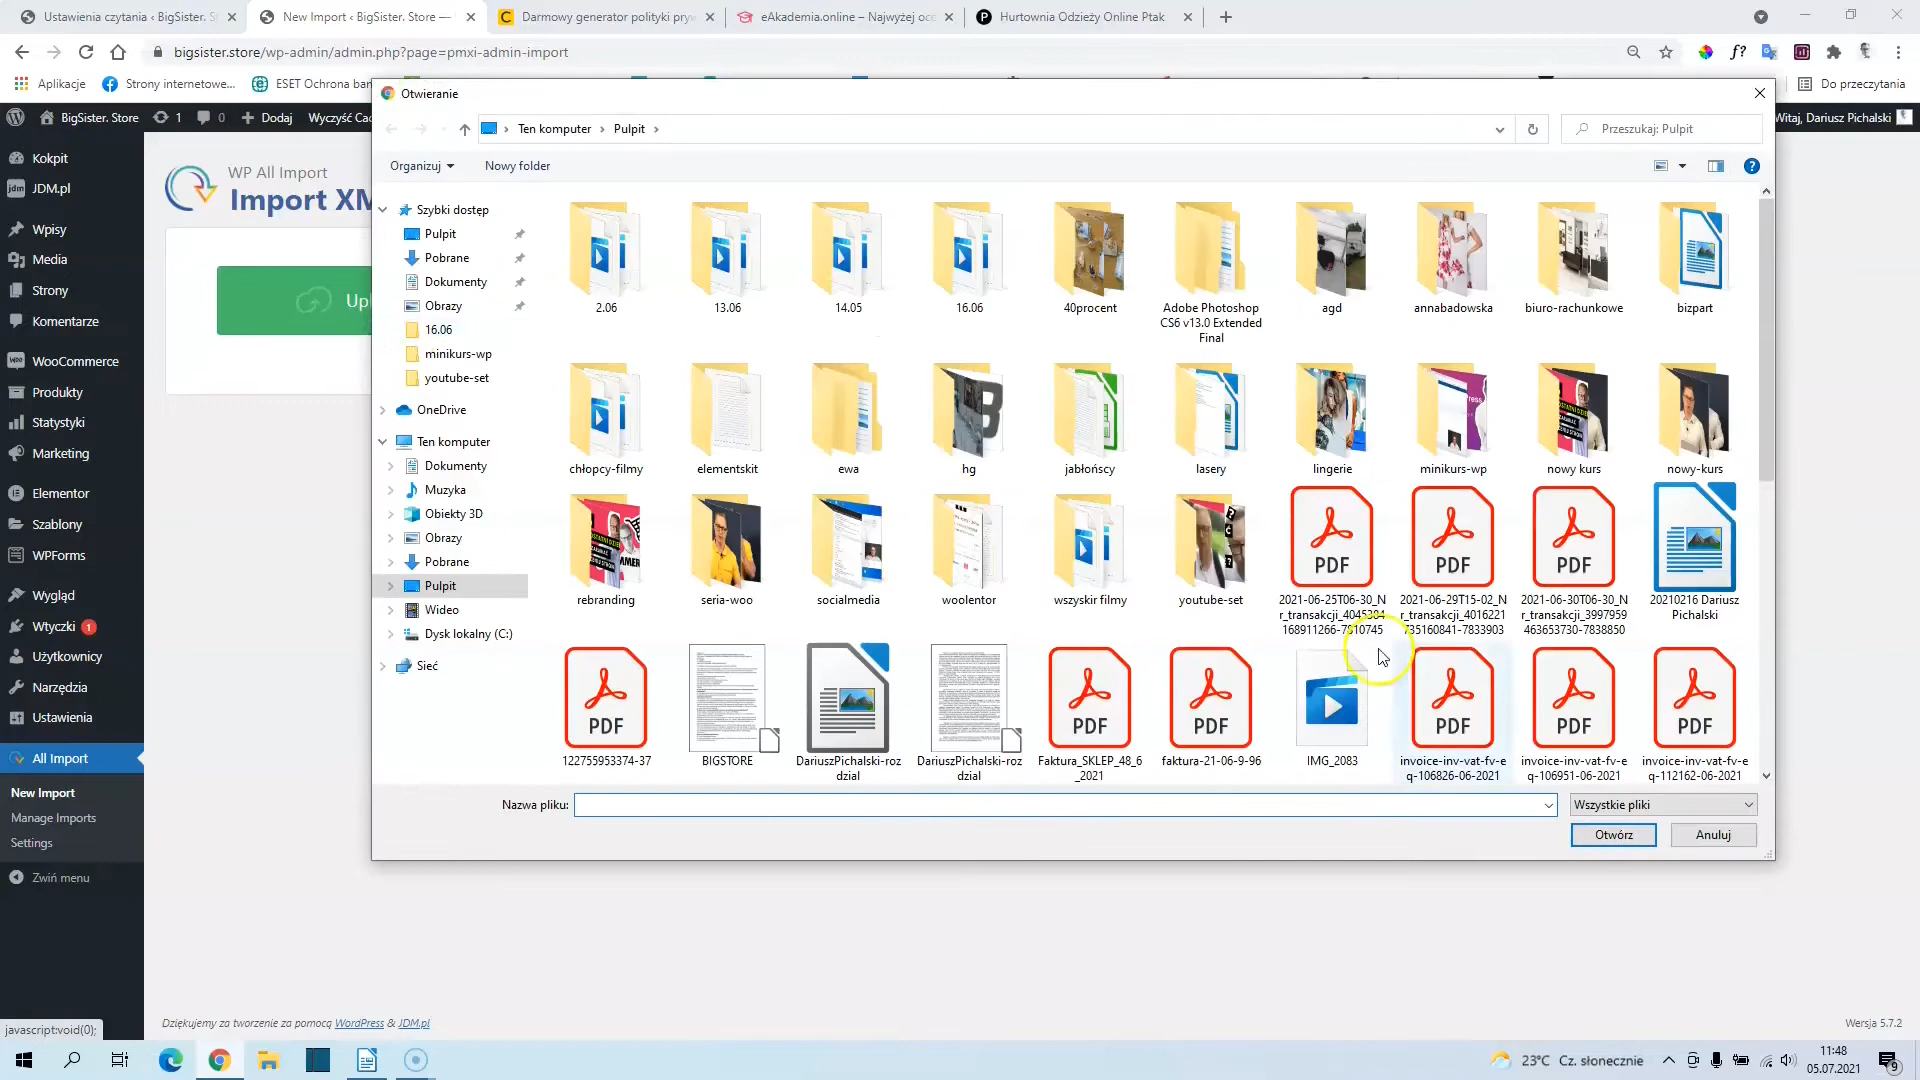 Ustawienia czytania ‹ BigSister. S
New Import ‹ BigSister. Store —
Darmowy generator polityki pryw
eAkademia.online – Najwyżej oce
Hurtownia Odzieży Online Ptak
bigsister.store/wp-admin/admin.php?page=pmxi-admin-import
Aplikacje
Strony internetowe...
ESET Ochrona ban
Do przeczytania
Otwieranie
BigSister. Store
1
0
Dodaj
Wyczyść Cac
Witaj, Dariusz Pichalski
Ten komputer
Pulpit
Przeszukaj: Pulpit
Organizuj
Nowy folder
Kokpit
JDM.pl
Wpisy
Media
Strony
Komentarze
WooCommerce
Produkty
Statystyki
Marketing
Elementor
Szablony
WPForms
Wygląd
Wtyczki 1
Użytkownicy
Narzędzia
Ustawienia
All Import
New Import
Manage Imports
Settings
Zwiń menu
WP All Import
Import XM
Upl
Szybki dostęp
Pulpit
Pobrane
Dokumenty
Obrazy
16.06
minikurs-wp
youtube-set
OneDrive
Ten komputer
Dokumenty
Muzyka
Obiekty 3D
Obrazy
Pobrane
Pulpit
Wideo
Dysk lokalny (C:)
Sieć
2.06
13.06
14.05
16.06
40procent
Adobe Photoshop
CS6 v13.0 Extended
Final
agd
annabadowska
biuro-rachunkowe
bizpart
chłopcy-filmy
elementskit
ewa
hg
jabłońscy
lasery
lingerie
minikurs-wp
nowy kurs
nowy-kurs
rebranding
seria-woo
socialmedia
woolentor
wszyskir filmy
youtube-set
PDF
2021-06-25T06-30_N
r_transakcji_4045384
168911266-7810745
PDF
2021-06-29T15-02_N
r_transakcji_4016221
735160841-7833903
PDF
2021-06-30T06-30_N
r_transakcji_3997959
463653730-7838850
20210216 Dariusz
Pichalski
PDF
122755953374-37
BIGSTORE
DariuszPichalski-roz
dzial
DariuszPichalski-roz
dzial
PDF
Faktura_SKLEP_48_6
_2021
PDF
faktura-21-06-9-96
IMG_2083
PDF
invoice-inv-vat-fv-e
q-106826-06-2021
PDF
invoice-inv-vat-fv-e
q-106951-06-2021
PDF
invoice-inv-vat-fv-e
q-112162-06-2021
Nazwa pliku:
Wszystkie pliki
Otwórz
Anuluj
Dziękujemy za tworzenie za pomocą WordPress & JDM.pl
Wersja 5.7.2
javascript:void(0);
23°C Cz. słonecznie
11:48
05.07.2021
9